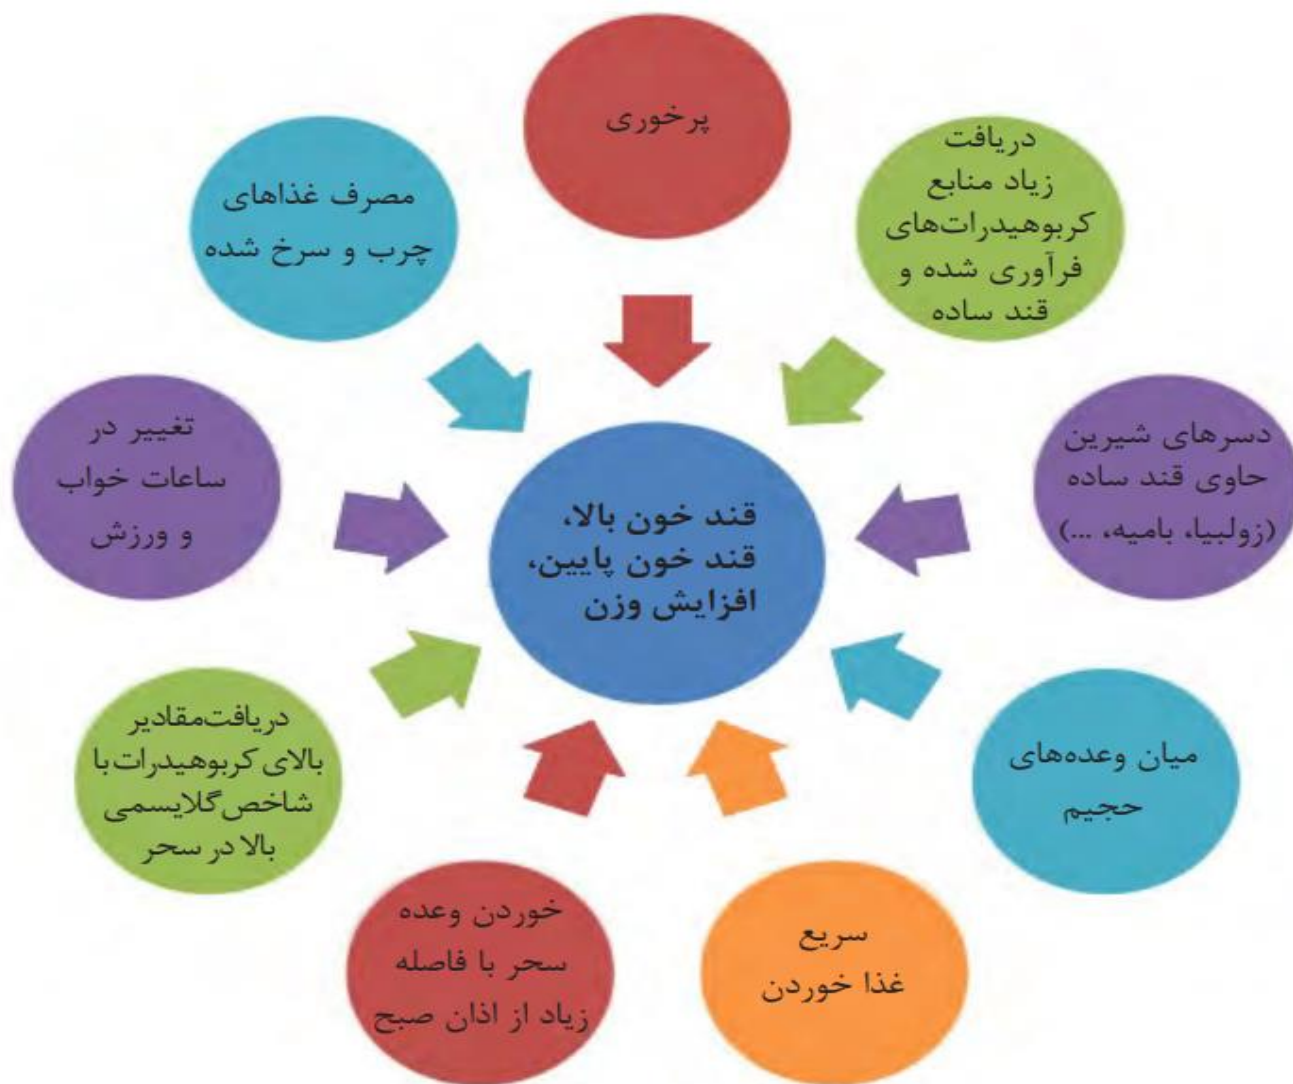 پرخوری
دریافت
زیاد منابع
کربوهیدرات‌های
فرآوری شده و
قند ساده
دسرهای شیرین
حاوی قند ساده
(زولبیا، بامیه، ...)
میان وعده‌های
حجیم
سریع
غذا خوردن
خوردن وعده
سحر با فاصله
زیاد از اذان صبح
دریافت‌مقادیر
بالای کربوهیدرات‌با
شاخص‌گلایسمی
بالا در سحر
تغییر در
ساعات خواب
و ورزش
مصرف غذاهای
چرب و سرخ شده
قند خون بالا،
قند خون پایین،
افزایش وزن